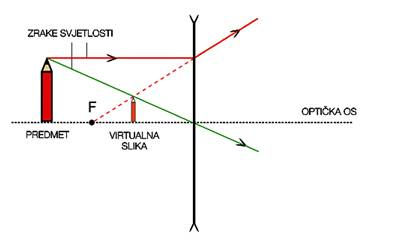 ZRAKE SVJETLOSTI
F
OPTIČKA OS
PREDMET
VIRTUALNA
SLIKA